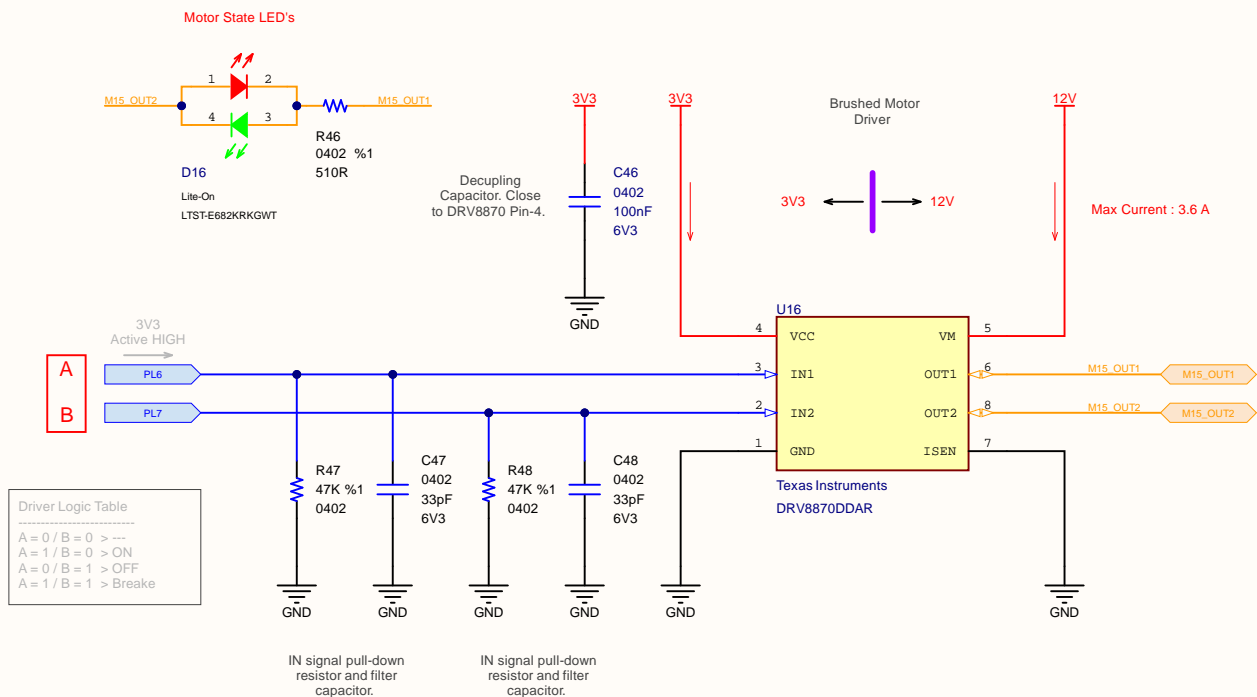 Motor State LED's
1
2
M15_OUT2
M15_OUT1
4
3
R46
0402 %1
510R
D16
Lite-On
LTST-E682KRKGWT
3V3
Decupling
Capacitor. Close
to DRV8870 Pin-4.
C46
0402
100nF
6V3
GND
3V3
12V
Brushed Motor
Driver
3V3
12V
Max Current : 3.6 A
3V3
Active HIGH
A
B
PL6
PL7
U16
4
VCC
VM
5
3
IN1
OUT1
6
M15_OUT1
M15_OUT1
2
IN2
OUT2
8
M15_OUT2
M15_OUT2
1
GND
ISEN
7
Texas Instruments
DRV8870DDAR
R47
47K %1
0402
C47
0402
33pF
6V3
R48
47K %1
0402
C48
0402
33pF
6V3
Driver Logic Table
--------------------------
A = 0 / B = 0 > ---
A = 1 / B = 0 > ON
A = 0 / B = 1 > OFF
A = 1 / B = 1 > Breake
GND
GND
GND
GND
GND
GND
IN signal pull-down
resistor and filter
capacitor.
IN signal pull-down
resistor and filter
capacitor.